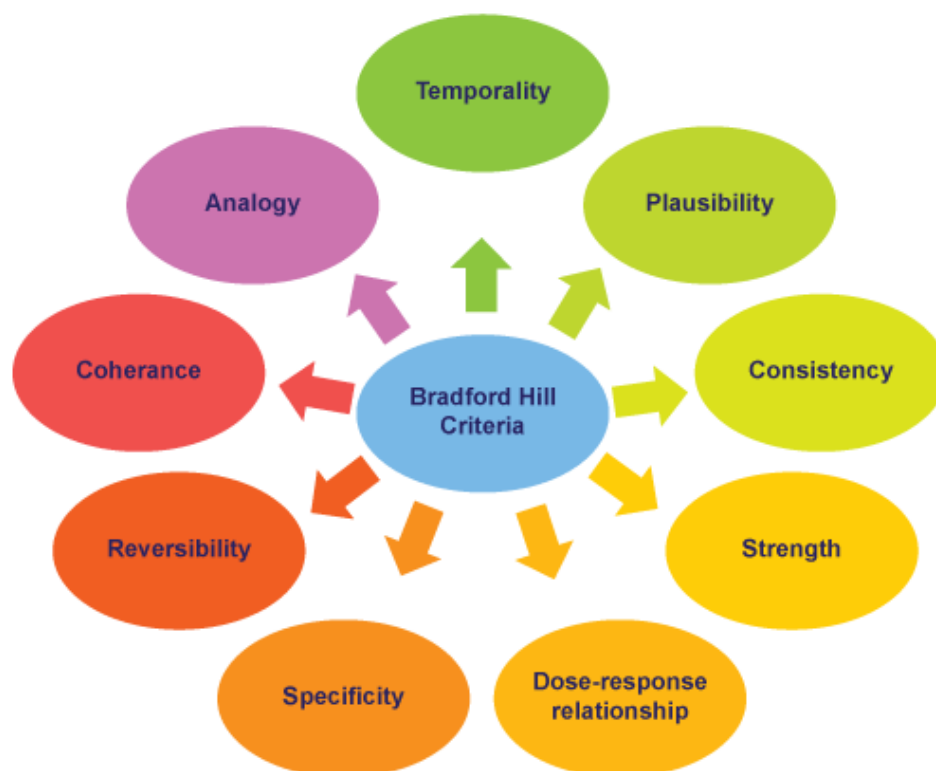 Temporality
Analogy
Plausibility
Coherance
Bradford Hill
Criteria
Consistency
Reversibility
Strength
Specificity
Dose-response
relationship